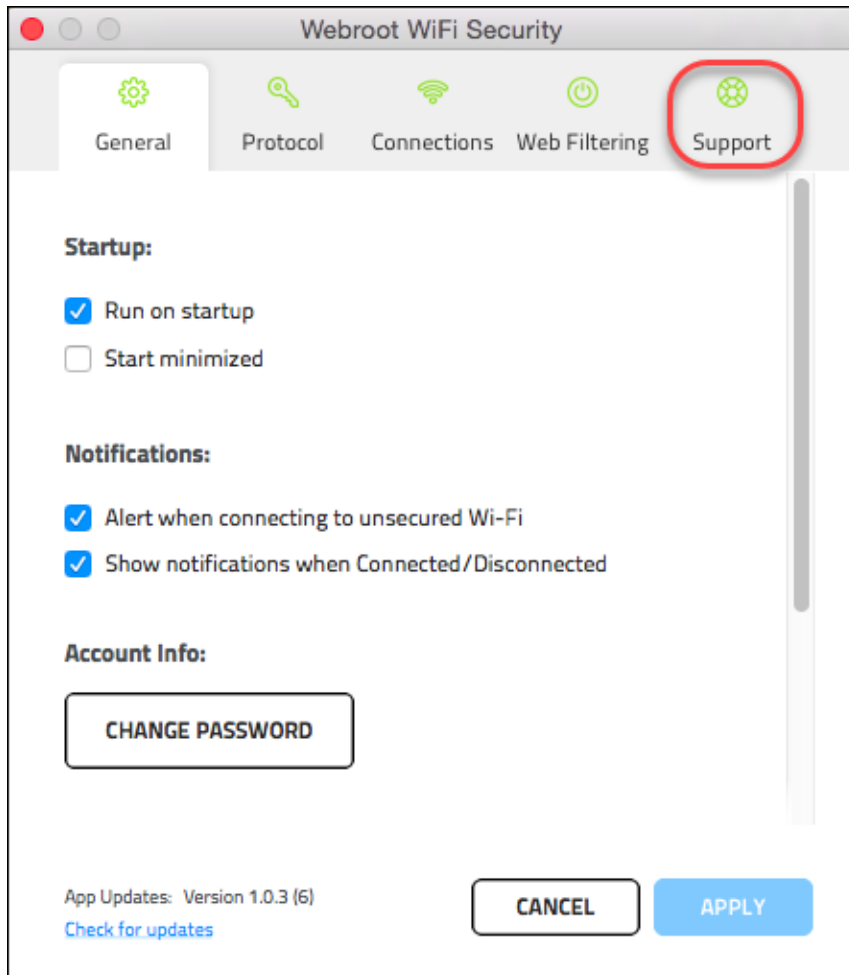 Webroot WiFi Security
General Protocol Connections Web Filtering Support
Startup:
Run on startup
Start minimized
Notifications:
Alert when connecting to unsecured Wi-Fi
Show notifications when Connected/Disconnected
Account Info:
CHANGE PASSWORD
App Updates: Version 1.0.3 (6)
Check for updates
CANCEL
APPLY